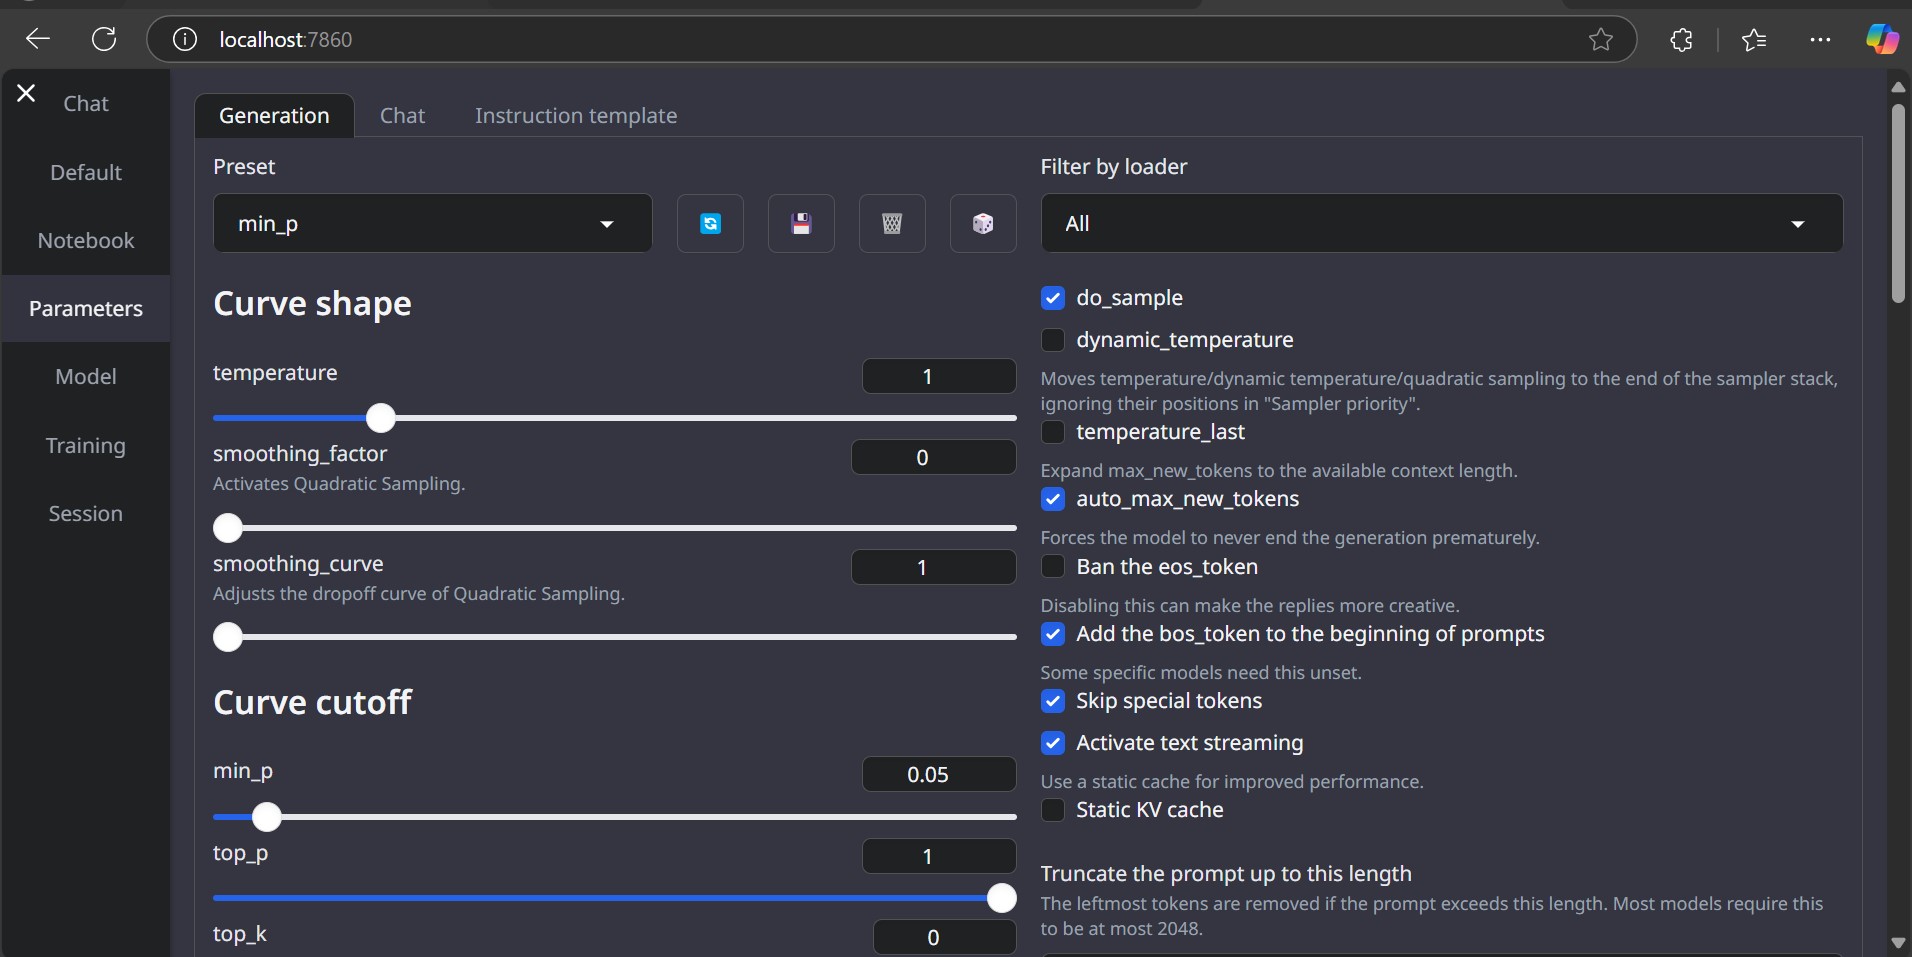 localhost:7860
Chat
Default
Notebook
Parameters
Model
Training
Session
Generation
Chat
Instruction template
Preset
min_p
Filter by loader
All
Curve shape
temperature
1
smoothing_factor
0
Activates Quadratic Sampling.
smoothing_curve
1
Adjusts the dropoff curve of Quadratic Sampling.
Curve cutoff
min_p
0.05
top_p
1
top_k
0
do_sample
dynamic_temperature
Moves temperature/dynamic temperature/quadratic sampling to the end of the sampler stack,
ignoring their positions in "Sampler priority".
temperature_last
Expand max_new_tokens to the available context length.
auto_max_new_tokens
Forces the model to never end the generation prematurely.
Ban the eos_token
Disabling this can make the replies more creative.
Add the bos_token to the beginning of prompts
Some specific models need this unset.
Skip special tokens
Activate text streaming
Use a static cache for improved performance.
Static KV cache
Truncate the prompt up to this length
The leftmost tokens are removed if the prompt exceeds this length. Most models require this
to be at most 2048.